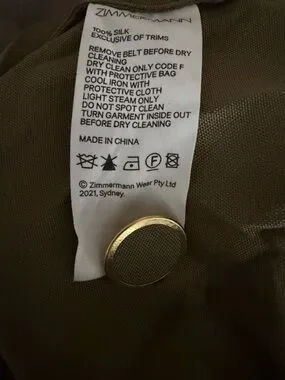 ZIMMERMANN
100% SILK
EXCLUSIVE OF TRIMS
REMOVE BELT BEFORE DRY
CLEANING
DRY CLEAN ONLY CODE F
WITH PROTECTIVE BAG
COOL IRON WITH
PROTECTIVE CLOTH
LIGHT STEAM ONLY
DO NOT SPOT CLEAN
TURN GARMENT INSIDE OUT
BEFORE DRY CLEANING
MADE IN CHINA
F
© Zimmermann Wear Pty Ltd
2021, Sydney.